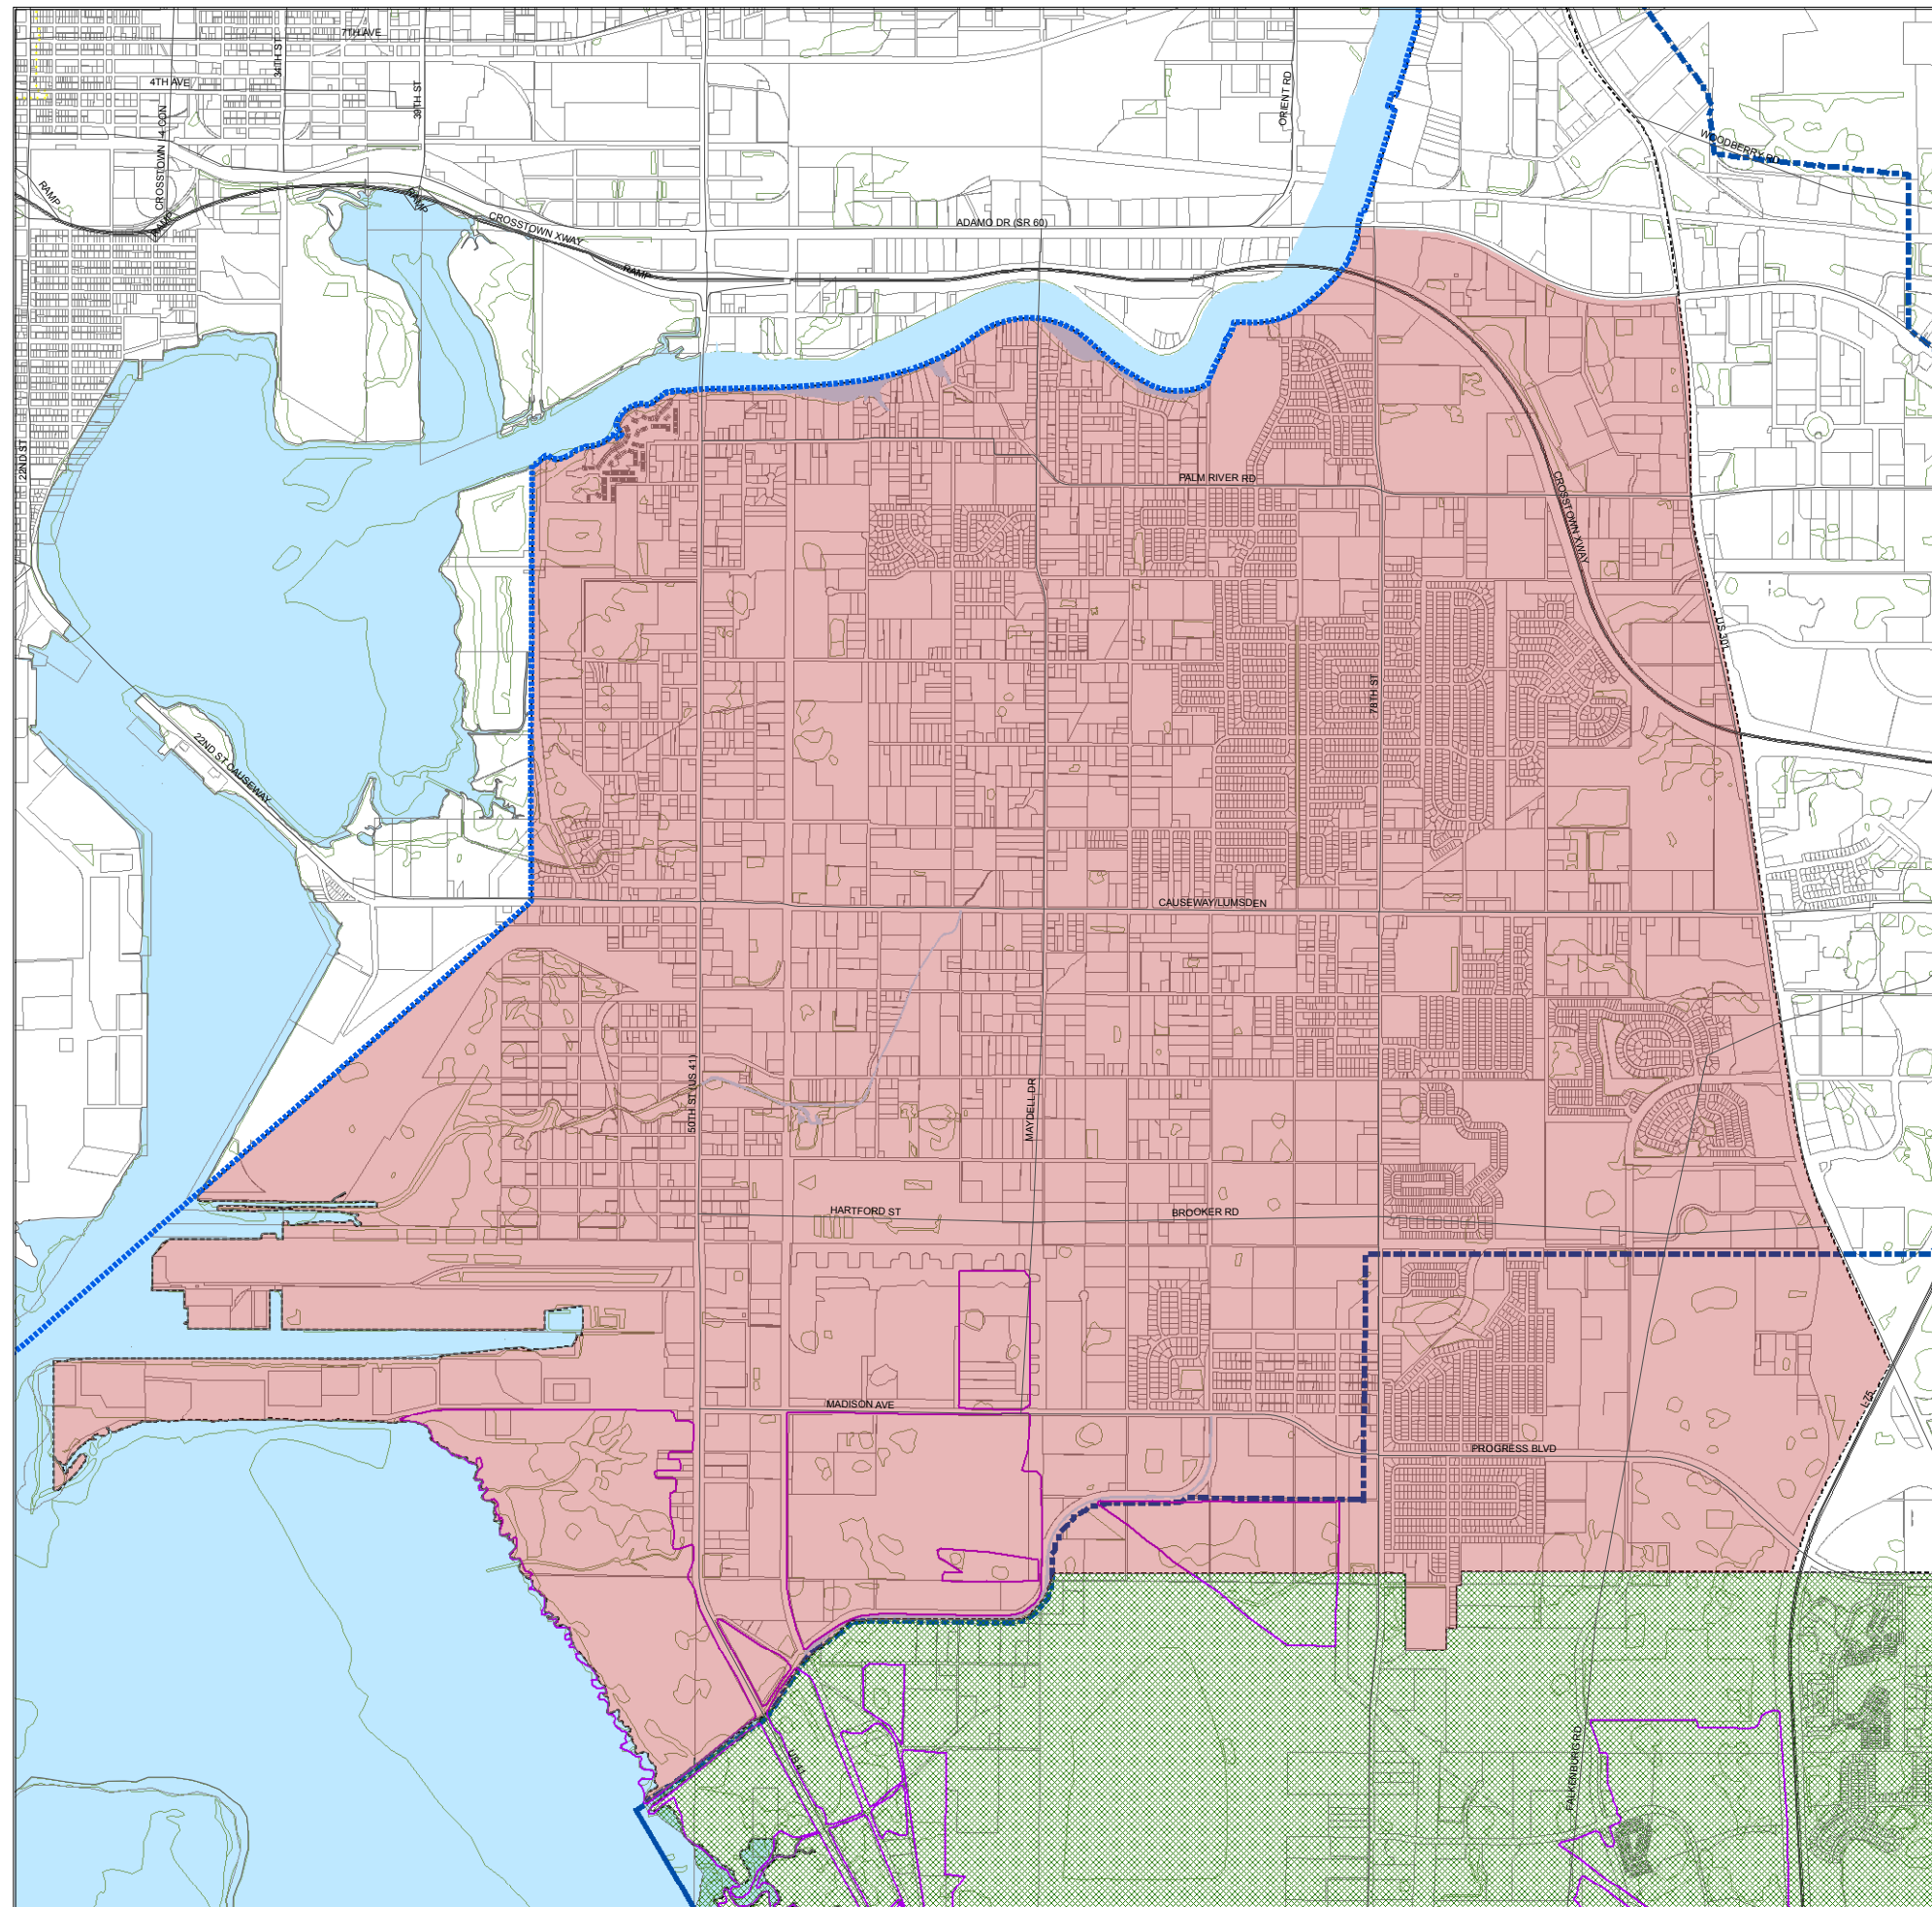 7TH AVE
34TH ST
4TH AVE
39TH ST
ORIENT RD
CROSSTOWN I-4 CON
WOODBERRY RD
RAMP
RAMP
RAMP
CROSSTOWN XWAY
ADAMO DR (SR 60)
RAMP
22ND ST
PALM RIVER RD
CROSSTOWN XWAY
US 301
78TH ST
22ND ST CAUSEWAY
CAUSEWAY/LUMSDEN
50TH ST (US 41)
MAYDELL DR
HARTFORD ST
BROOKER RD
MADISON AVE
I-75
PROGRESS BLVD
US 41
FALKENBURG RD